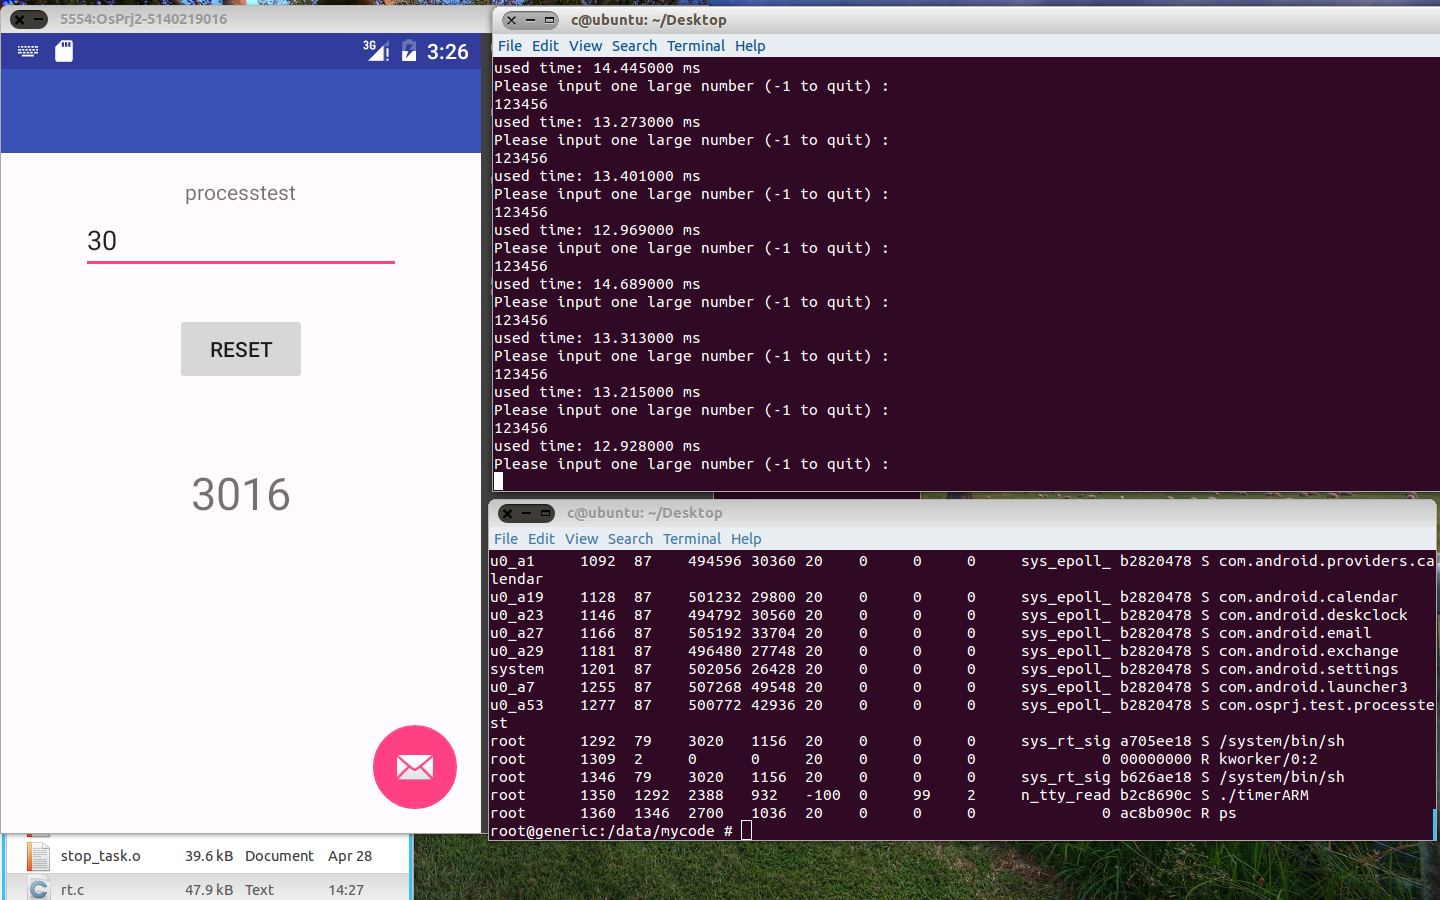 5554:OsPrj2-5140219016
3G
3:26
processtest
30
RESET
3016
c@ubuntu: ~/Desktop
File Edit View Search Terminal Help
used time: 14.445000 ms
Please input one large number (-1 to quit) :
123456
used time: 13.273000 ms
Please input one large number (-1 to quit) :
123456
used time: 13.401000 ms
Please input one large number (-1 to quit) :
123456
used time: 12.969000 ms
Please input one large number (-1 to quit) :
123456
used time: 14.689000 ms
Please input one large number (-1 to quit) :
123456
used time: 13.313000 ms
Please input one large number (-1 to quit) :
123456
used time: 13.215000 ms
Please input one large number (-1 to quit) :
123456
used time: 12.928000 ms
Please input one large number (-1 to quit) :
c@ubuntu: ~/Desktop
File Edit View Search Terminal Help
u0_a1     1092  87    494596 30360 20    0     0     0     sys_epoll_ b2820478 S com.android.providers.ca
lendar
u0_a19    1128  87    501232 29800 20    0     0     0     sys_epoll_ b2820478 S com.android.calendar
u0_a23    1146  87    494792 30560 20    0     0     0     sys_epoll_ b2820478 S com.android.deskclock
u0_a27    1166  87    505192 33704 20    0     0     0     sys_epoll_ b2820478 S com.android.email
u0_a29    1181  87    496480 27748 20    0     0     0     sys_epoll_ b2820478 S com.android.exchange
system    1201  87    502056 26428 20    0     0     0     sys_epoll_ b2820478 S com.android.settings
u0_a7     1255  87    507268 49548 20    0     0     0     sys_epoll_ b2820478 S com.android.launcher3
u0_a53    1277  87    500772 42936 20    0     0     0     sys_epoll_ b2820478 S com.osprj.test.processte
st
root      1292  79    3020   1156  20    0     0     0     sys_rt_sig a705ee18 S /system/bin/sh
root      1309  2     0      0     20    0     0     0              0 00000000 R kworker/0:2
root      1346  79    3020   1156  20    0     0     0     sys_rt_sig b626ae18 S /system/bin/sh
root      1350  1292  2388   932   -100  0     99    2     n_tty_read b2c8690c S ./timerARM
root      1360  1346  2700   1036  20    0     0     0              0 ac8b090c R ps
root@generic:/data/mycode #
stop_task.o 39.6 kB Document Apr 28
rt.c 47.9 kB Text 14:27